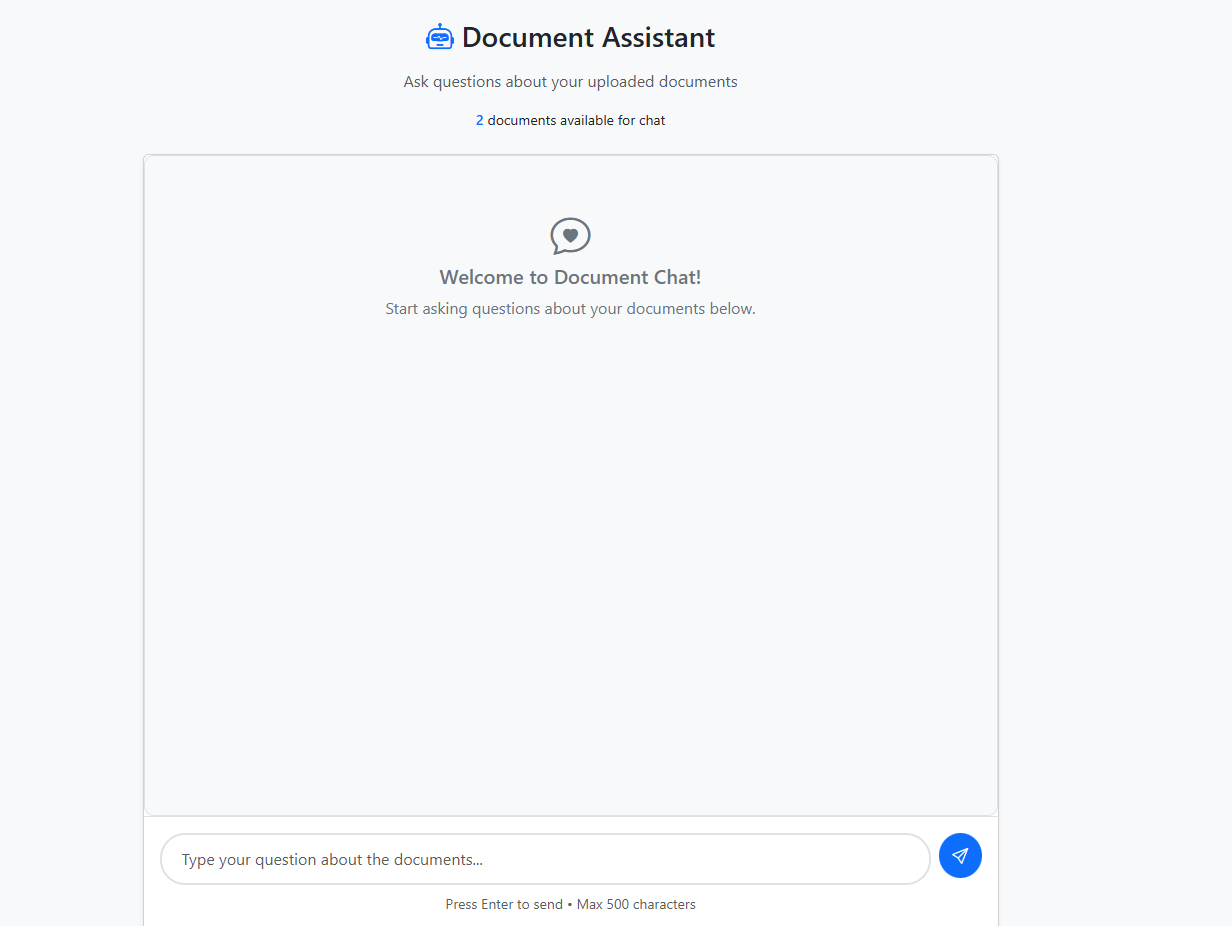 Document Assistant
Ask questions about your uploaded documents
2 documents available for chat
Welcome to Document Chat!
Start asking questions about your documents below.
Type your question about the documents...
Press Enter to send • Max 500 characters